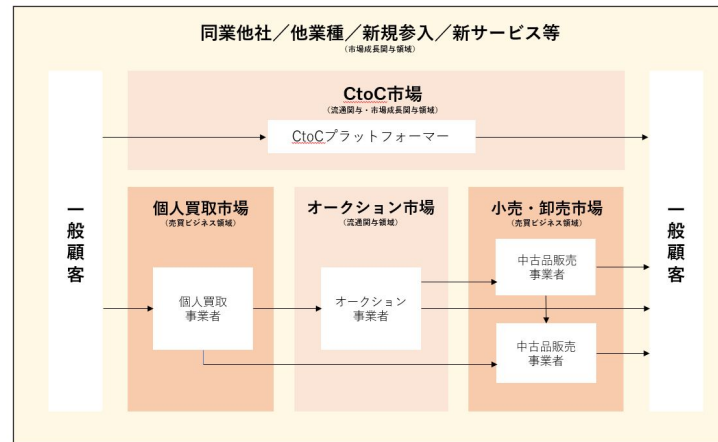 同業他社／他業種／新規参入／新サービス等
(市場成長関与領域)
CtoC市場
(流通関与・市場成長関与領域)
CtoCプラットフォーマー
一般顧客
個人買取市場
(売買ビジネス領域)
個人買取
事業者
オークション市場
(流通関与領域)
オークション
事業者
小売・卸売市場
(売買ビジネス領域)
中古品販売
事業者
中古品販売
事業者
一般顧客